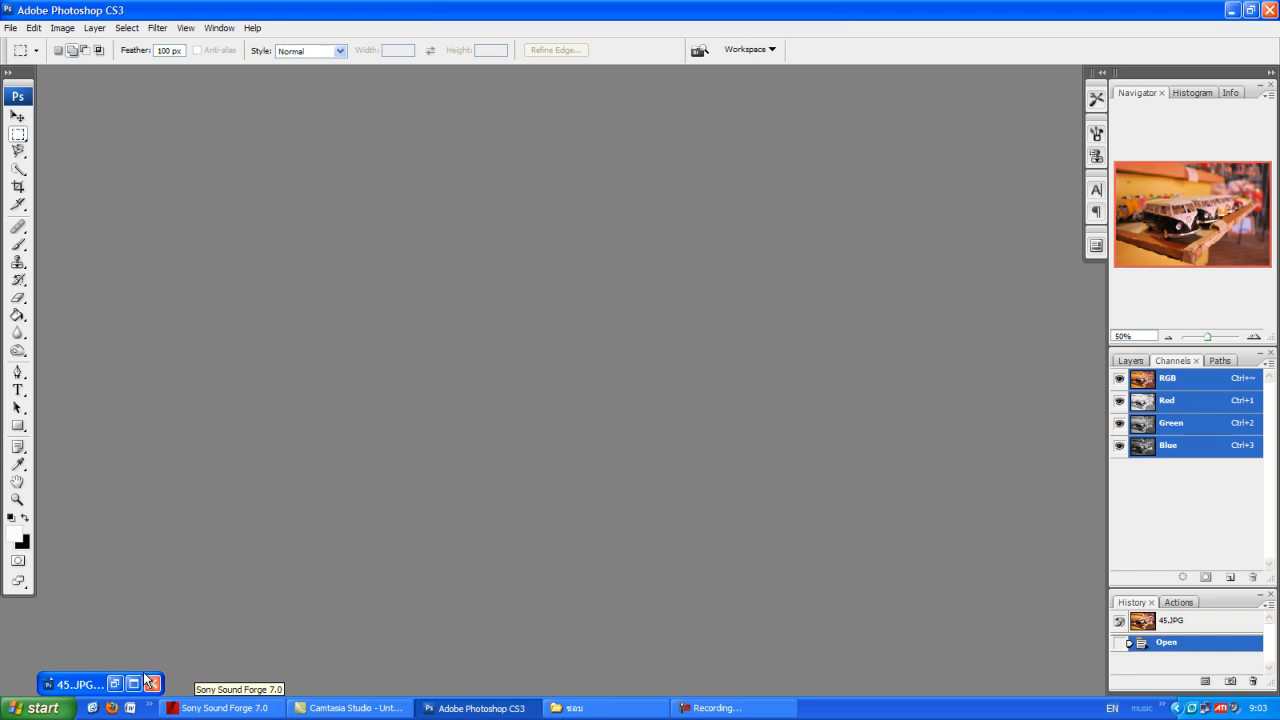 Adobe Photoshop CS3
File Edit Image Layer Select Filter View Window Help
Feather: 100 px Anti-alias Style: Normal Width: Height: Refine Edge... Workspace
Ps
Navigator Histogram Info
50%
Layers Channels Paths
RGB Ctrl+~
Red Ctrl+1
Green Ctrl+2
Blue Ctrl+3
History Actions
45.JPG
Open
45.JPG...
Sony Sound Forge 7.0
start Sony Sound Forge 7.0 Camtasia Studio - Unt... Adobe Photoshop CS3 ซอน Recording... EN music 9:03